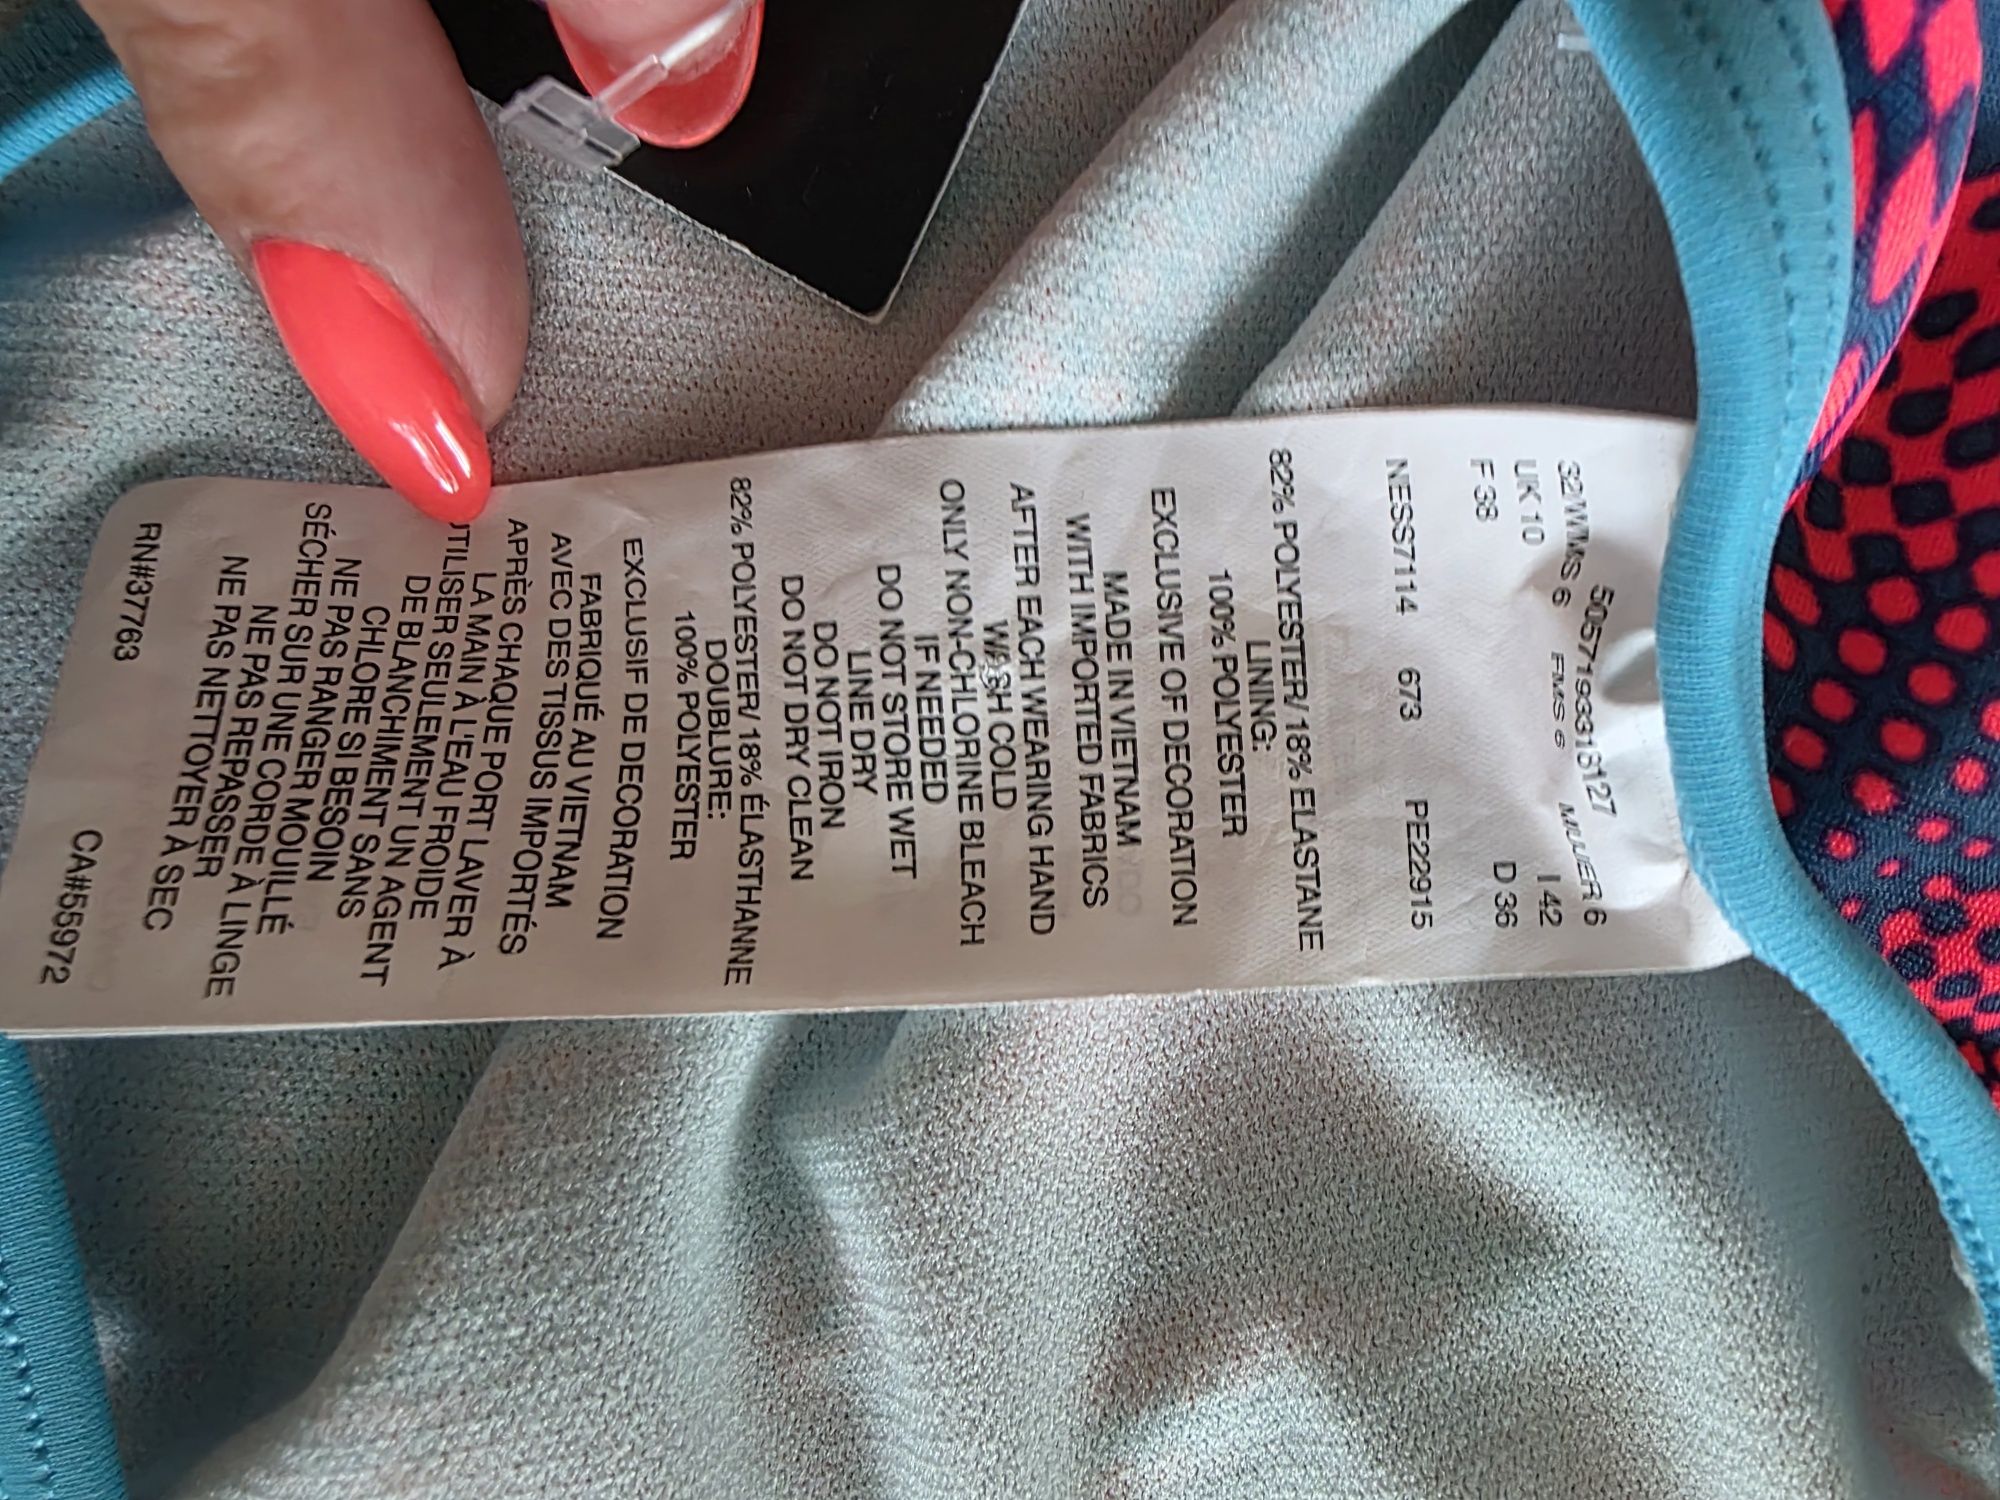 5057193318127
32"WMS 6 FMS 6 MUJER 6
UK 10 I 42
F 38 D 36
NESS7114 673 PE22915
82% POLYESTER/ 18% ELASTANE
LINING:
100% POLYESTER
EXCLUSIVE OF DECORATION
MADE IN VIETNAM
WITH IMPORTED FABRICS
AFTER EACH WEARING HAND
WASH COLD
ONLY NON-CHLORINE BLEACH
IF NEEDED
DO NOT STORE WET
LINE DRY
DO NOT IRON
DO NOT DRY CLEAN
82% POLYESTER/ 18% ÉLASTHANNE
DOUBLURE:
100% POLYESTER
EXCLUSIF DE DECORATION
FABRIQUÉ AU VIETNAM
AVEC DES TISSUS IMPORTÉS
APRÈS CHAQUE PORT LAVER À
LA MAIN À L'EAU FROIDE
UTILISER SEULEMENT UN AGENT
DE BLANCHIMENT SANS
CHLORE SI BESOIN
NE PAS RANGER MOUILLÉ
SÉCHER SUR UNE CORDE À LINGE
NE PAS REPASSER
NE PAS NETTOYER À SEC
RN#37763 CA#55972